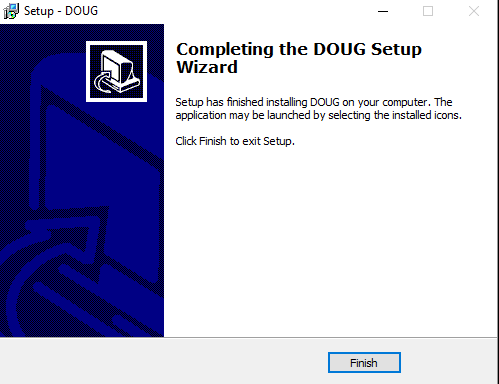 Setup - DOUG
Completing the DOUG Setup
Wizard
Setup has finished installing DOUG on your computer. The
application may be launched by selecting the installed icons.
Click Finish to exit Setup.
Finish